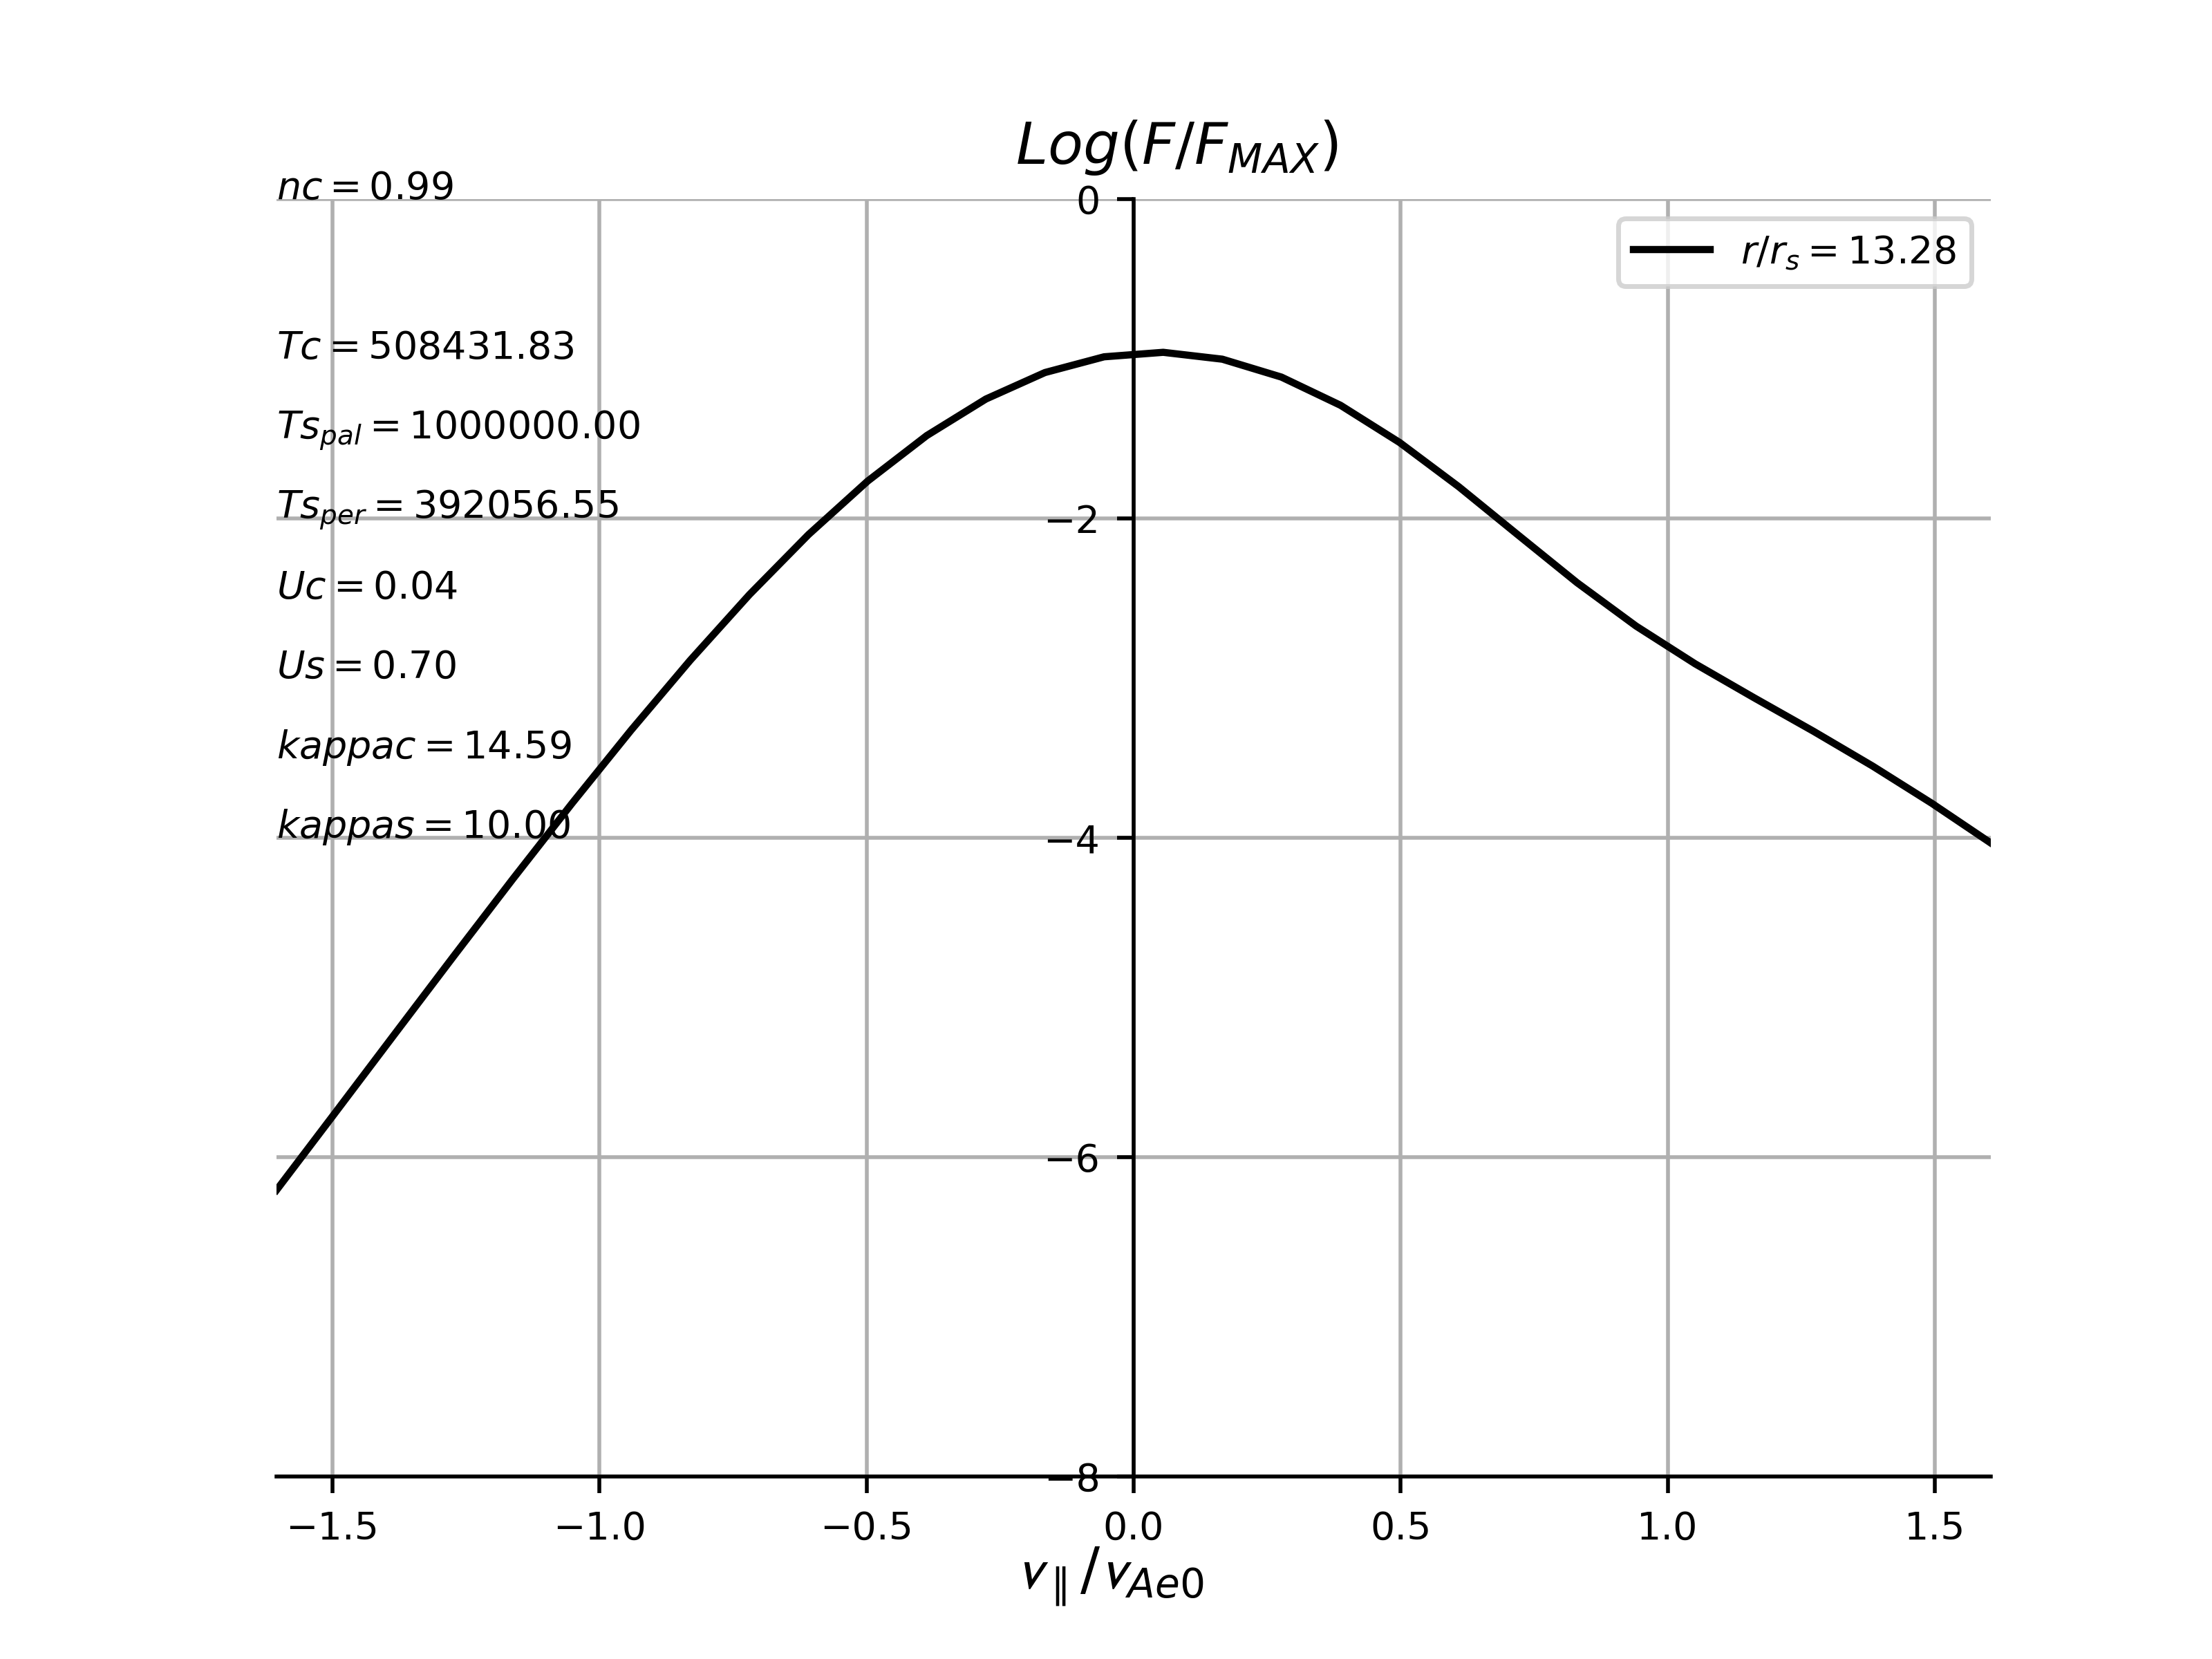 Log(F/F_MAX)
nc = 0.99
0
r/r_s = 13.28
Tc = 508431.83
Ts_pal = 1000000.00
Ts_per = 392056.55
−2
Uc = 0.04
Us = 0.70
kappac = 14.59
kappas = 10.00
−4
−6
−8
−1.5 −1.0 −0.5 0.0 0.5 1.0 1.5
v_∥/v_Ae0